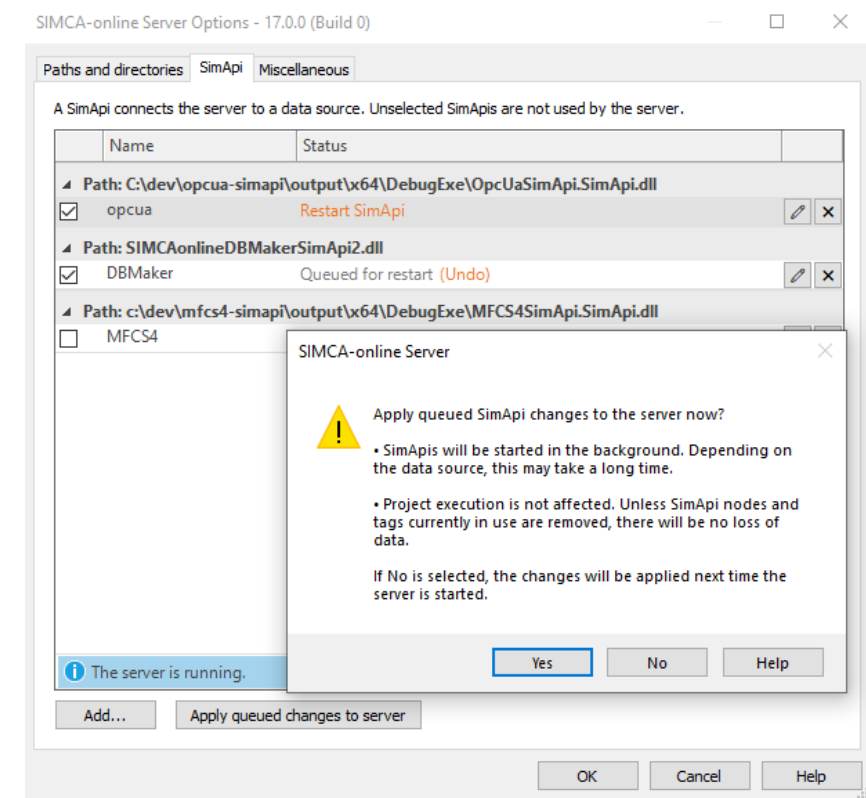 SIMCA-online Server Options - 17.0.0 (Build 0)
Paths and directories SimApi Miscellaneous
A SimApi connects the server to a data source. Unselected SimApis are not used by the server.
Name Status
Path: C:\dev\opcua-simapi\output\x64\DebugExe\OpcUaSimApi.SimApi.dll
opcua Restart SimApi
Path: SIMCAonlineDBMakerSimApi2.dll
DBMaker Queued for restart (Undo)
Path: c:\dev\mfcs4-simapi\output\x64\DebugExe\MFCS4SimApi.SimApi.dll
MFCS4
SIMCA-online Server
Apply queued SimApi changes to the server now?
• SimApis will be started in the background. Depending on
the data source, this may take a long time.
• Project execution is not affected. Unless SimApi nodes and
tags currently in use are removed, there will be no loss of
data.
If No is selected, the changes will be applied next time the
server is started.
Yes No Help
The server is running.
Add... Apply queued changes to server
OK Cancel Help